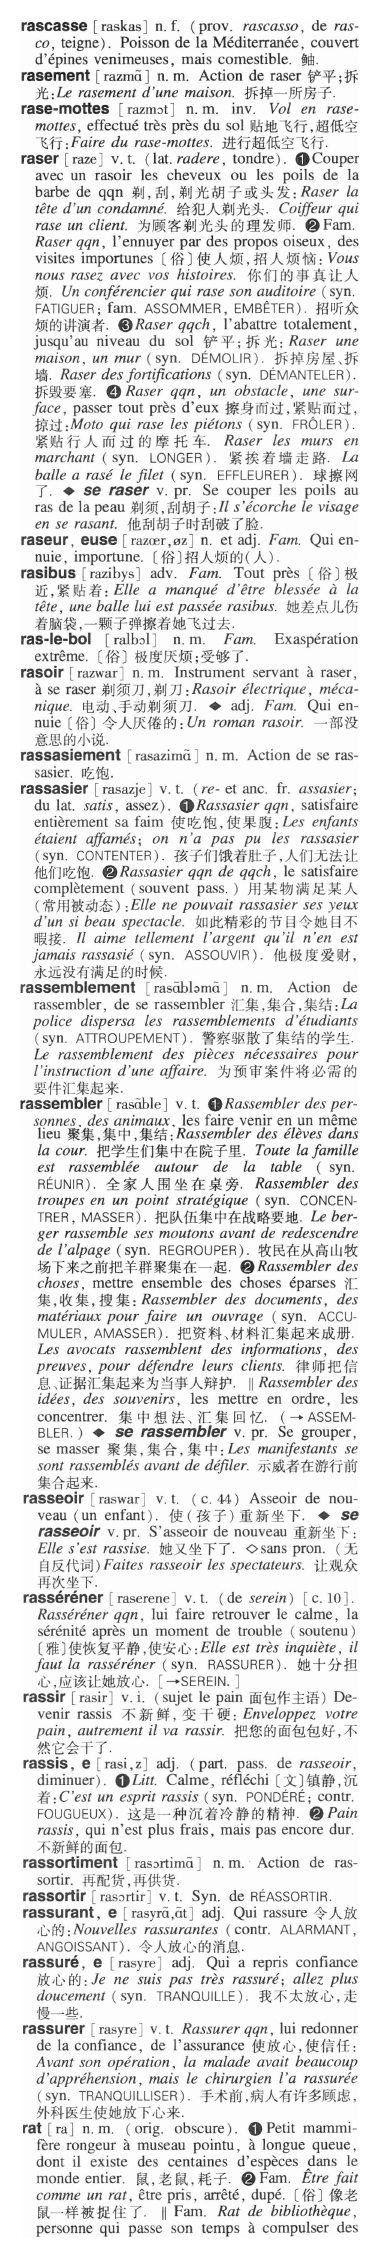 rascasse [raskas] n. f. (prov. rascasso, de ras-
co, teigne). Poisson de la Méditerranée, couvert
d'épines venimeuses, mais comestible. 鲉.
rasement [razmɑ̃] n. m. Action de raser 铲平;拆
光:Le rasement d'une maison. 拆掉一所房子.
rase-mottes [razmɔt] n. m. inv. Vol en rase-
mottes, effectué très près du sol 贴地飞行,超低空
飞行:Faire du rase-mottes. 进行超低空飞行.
raser [raze] v. t. (lat. radere, tondre). ❶Couper
avec un rasoir les cheveux ou les poils de la
barbe de qqn 剃,刮,剃光胡子或头发:Raser la
tête d'un condamné. 给犯人剃光头. Coiffeur qui
rase un client. 为顾客剃光头的理发师. ❷Fam.
Raser qqn, l'ennuyer par des propos oiseux, des
visites importunes〔俗〕使人烦,招人烦恼:Vous
nous rasez avec vos histoires. 你们的事真让人
烦. Un conférencier qui rase son auditoire (syn.
FATIGUER; fam. ASSOMMER, EMBÊTER). 招听众
烦的讲演者. ❸Raser qqch, l'abattre totalement,
jusqu'au niveau du sol 铲平;拆光:Raser une
maison, un mur (syn. DÉMOLIR). 拆掉房屋、拆
墙. Raser des fortifications (syn. DÉMANTELER).
拆毁要塞. ❹Raser qqn, un obstacle, une sur-
face, passer tout près d'eux 擦身而过,紧贴而过,
掠过:Moto qui rase les piétons (syn. FRÔLER).
紧贴行人而过的摩托车. Raser les murs en
marchant (syn. LONGER). 紧挨着墙走路. La
balle a rasé le filet (syn. EFFLEURER). 球擦网
了. ◆ se raser v. pr. Se couper les poils au
ras de la peau 剃须,刮胡子:Il s'écorche le visage
en se rasant. 他刮胡子时刮破了脸.
raseur, euse [razœr,øz] n. et adj. Fam. Qui en-
nuie, importune. 〔俗〕招人烦的(人).
rasibus [razibys] adv. Fam. Tout près〔俗〕极
近,紧贴着:Elle a manqué d'être blessée à la
tête, une balle lui est passée rasibus. 她差点儿伤
着脑袋,一颗子弹擦着她飞过去.
ras-le-bol [ralbɔl] n. m. Fam. Exaspération
extrême. 〔俗〕极度厌烦;受够了.
rasoir [razwar] n. m. Instrument servant à raser,
à se raser 剃须刀,剃刀:Rasoir électrique, méca-
nique. 电动、手动剃须刀. ◆ adj. Fam. Qui en-
nuie〔俗〕令人厌倦的:Un roman rasoir. 一部没
意思的小说.
rassasiement [rasazimɑ̃] n. m. Action de se ras-
sasier. 吃饱.
rassasier [rasazje] v. t. (re- et anc. fr. assasier;
du lat. satis, assez). ❶Rassasier qqn, satisfaire
entièrement sa faim 使吃饱,使果腹:Les enfants
étaient affamés; on n'a pas pu les rassasier
(syn. CONTENTER). 孩子们饿着肚子,人们无法让
他们吃饱. ❷Rassasier qqn de qqch, le satisfaire
complètement (souvent pass.) 用某物满足某人
(常用被动态):Elle ne pouvait rassasier ses yeux
d'un si beau spectacle. 如此精彩的节目令她目不
暇接. Il aime tellement l'argent qu'il n'en est
jamais rassasié (syn. ASSOUVIR). 他极度爱财,
永远没有满足的时候.
rassemblement [rasɑ̃bləmɑ̃] n. m. Action de
rassembler, de se rassembler 汇集,集合,集结:La
police dispersa les rassemblements d'étudiants
(syn. ATTROUPEMENT). 警察驱散了集结的学生.
Le rassemblement des pièces nécessaires pour
l'instruction d'une affaire. 为预审案件将必需的
要件汇集起来.
rassembler [rasɑ̃ble] v. t. ❶Rassembler des per-
sonnes, des animaux, les faire venir en un même
lieu 聚集,集中,集结:Rassembler des élèves dans
la cour. 把学生们集中在院子里. Toute la famille
est rassemblée autour de la table (syn.
RÉUNIR). 全家人围坐在桌旁. Rassembler des
troupes en un point stratégique (syn. CONCEN-
TRER, MASSER). 把队伍集中在战略要地. Le ber-
ger rassemble ses moutons avant de redescendre
de l'alpage (syn. REGROUPER). 牧民在从高山牧
场下来之前把羊群聚集在一起. ❷Rassembler des
choses, mettre ensemble des choses éparses 汇
集,收集,搜集:Rassembler des documents, des
matériaux pour faire un ouvrage (syn. ACCU-
MULER, AMASSER). 把资料、材料汇集起来成册.
Les avocats rassemblent des informations, des
preuves, pour défendre leurs clients. 律师把信
息、证据汇集起来为当事人辩护. ‖Rassembler des
idées, des souvenirs, les mettre en ordre, les
concentrer. 集中想法、汇集回忆. (→ASSEM-
BLER.) ◆ se rassembler v. pr. Se grouper,
se masser 聚集,集合,集中:Les manifestants se
sont rassemblés avant de défiler. 示威者在游行前
集合起来.
rasseoir [raswar] v. t. (c. 44) Asseoir de nou-
veau (un enfant). 使(孩子)重新坐下. ◆ se
rasseoir v. pr. S'asseoir de nouveau 重新坐下:
Elle s'est rassise. 她又坐下了. ◇sans pron. (无
自反代词)Faites rasseoir les spectateurs. 让观众
再次坐下.
rasséréner [raserene] v. t. (de serein) [c. 10].
Rasséréner qqn, lui faire retrouver le calme, la
sérénité après un moment de trouble (soutenu)
〔雅〕使恢复平静,使安心:Elle est très inquiète, il
faut la rasséréner (syn. RASSURER). 她十分担
心,应该让她放心. [→SEREIN.]
rassir [rasir] v. i. (sujet le pain 面包作主语) De-
venir rassis 不新鲜,变干硬:Enveloppez votre
pain, autrement il va rassir. 把您的面包包好,不
然它会干了.
rassis, e [rasi,z] adj. (part. pass. de rasseoir,
diminuer). ❶Litt. Calme, réfléchi〔文〕镇静,沉
着:C'est un esprit rassis (syn. PONDÉRÉ; contr.
FOUGUEUX). 这是一种沉着冷静的精神. ❷Pain
rassis, qui n'est plus frais, mais pas encore dur.
不新鲜的面包.
rassortiment [rasɔrtimɑ̃] n. m. Action de ras-
sortir. 再配货,再供货.
rassortir [rasɔrtir] v. t. Syn. de RÉASSORTIR.
rassurant, e [rasyrɑ̃,ɑ̃t] adj. Qui rassure 令人放
心的:Nouvelles rassurantes (contr. ALARMANT,
ANGOISSANT). 令人放心的消息.
rassuré, e [rasyre] adj. Qui a repris confiance
放心的:Je ne suis pas très rassuré; allez plus
doucement (syn. TRANQUILLE). 我不太放心,走
慢一些.
rassurer [rasyre] v. t. Rassurer qqn, lui redonner
de la confiance, de l'assurance 使放心,使信任:
Avant son opération, la malade avait beaucoup
d'appréhension, mais le chirurgien l'a rassurée
(syn. TRANQUILLISER). 手术前,病人有许多顾虑,
外科医生使她放下心来.
rat [ra] n. m. (orig. obscure). ❶Petit mammi-
fère rongeur à museau pointu, à longue queue,
dont il existe des centaines d'espèces dans le
monde entier. 鼠,老鼠,耗子. ❷Fam. Être fait
comme un rat, être pris, arrêté, dupé. 〔俗〕像老
鼠一样被捉住了. ‖Fam. Rat de bibliothèque,
personne qui passe son temps à compulser des